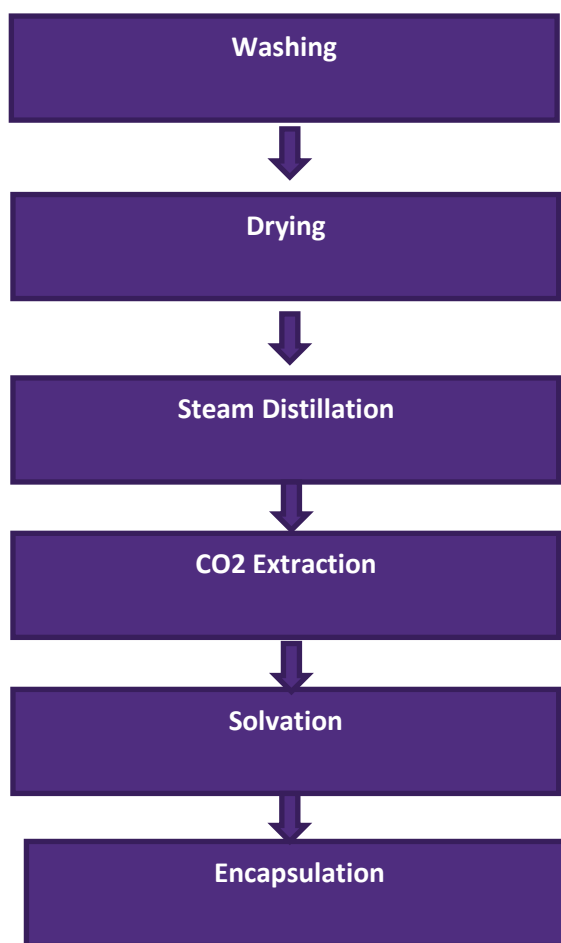 Washing
Drying
Steam Distillation
CO2 Extraction
Solvation
Encapsulation